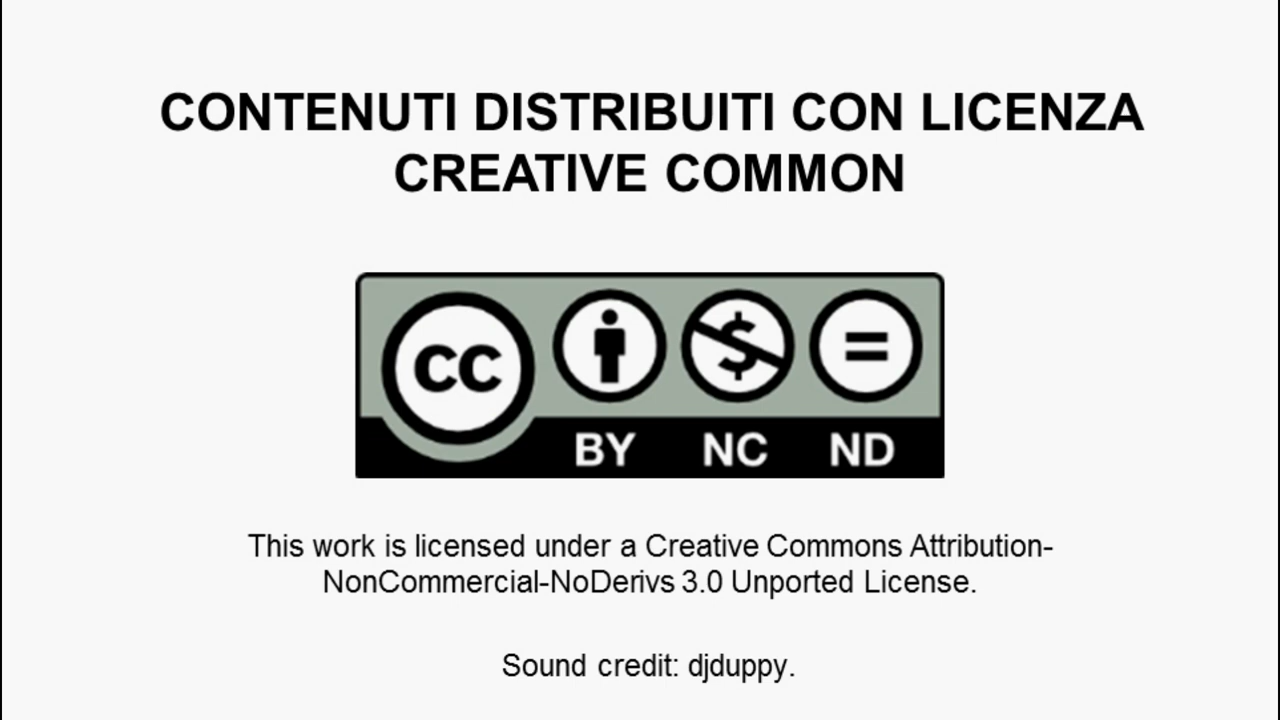 CONTENUTI DISTRIBUITI CON LICENZA
CREATIVE COMMON
CC
BY NC ND
This work is licensed under a Creative Commons Attribution-
NonCommercial-NoDerivs 3.0 Unported License.
Sound credit: djduppy.